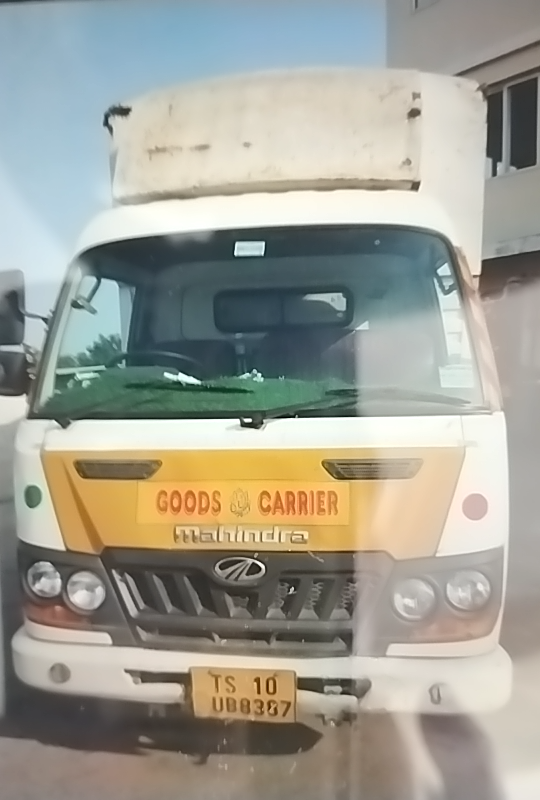 GOODS CARRIER
Mahindra
TS 10
UB8387